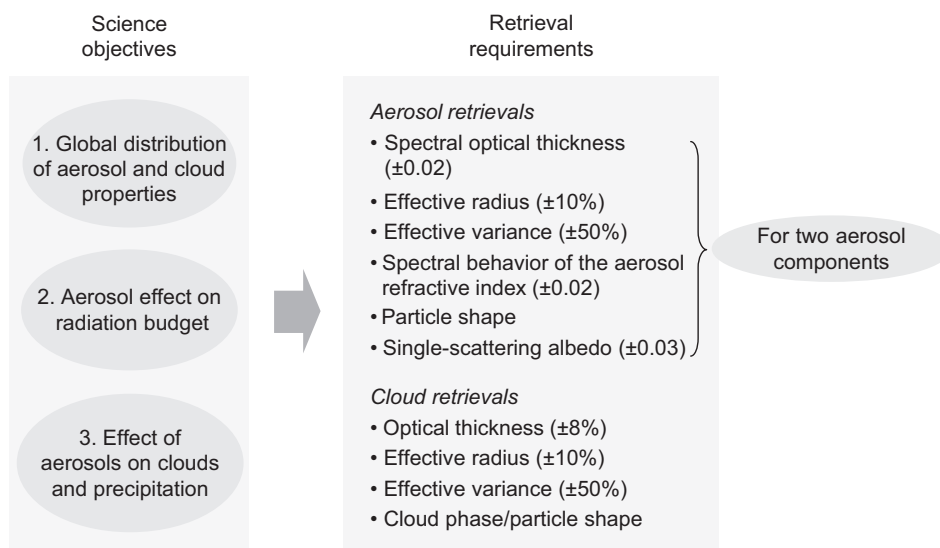 Science
objectives
1. Global distribution
of aerosol and cloud
properties
2. Aerosol effect on
radiation budget
3. Effect of
aerosols on clouds
and precipitation
Retrieval
requirements
Aerosol retrievals
• Spectral optical thickness
(±0.02)
• Effective radius (±10%)
• Effective variance (±50%)
• Spectral behavior of the aerosol
refractive index (±0.02)
• Particle shape
• Single-scattering albedo (±0.03)
For two aerosol
components
Cloud retrievals
• Optical thickness (±8%)
• Effective radius (±10%)
• Effective variance (±50%)
• Cloud phase/particle shape